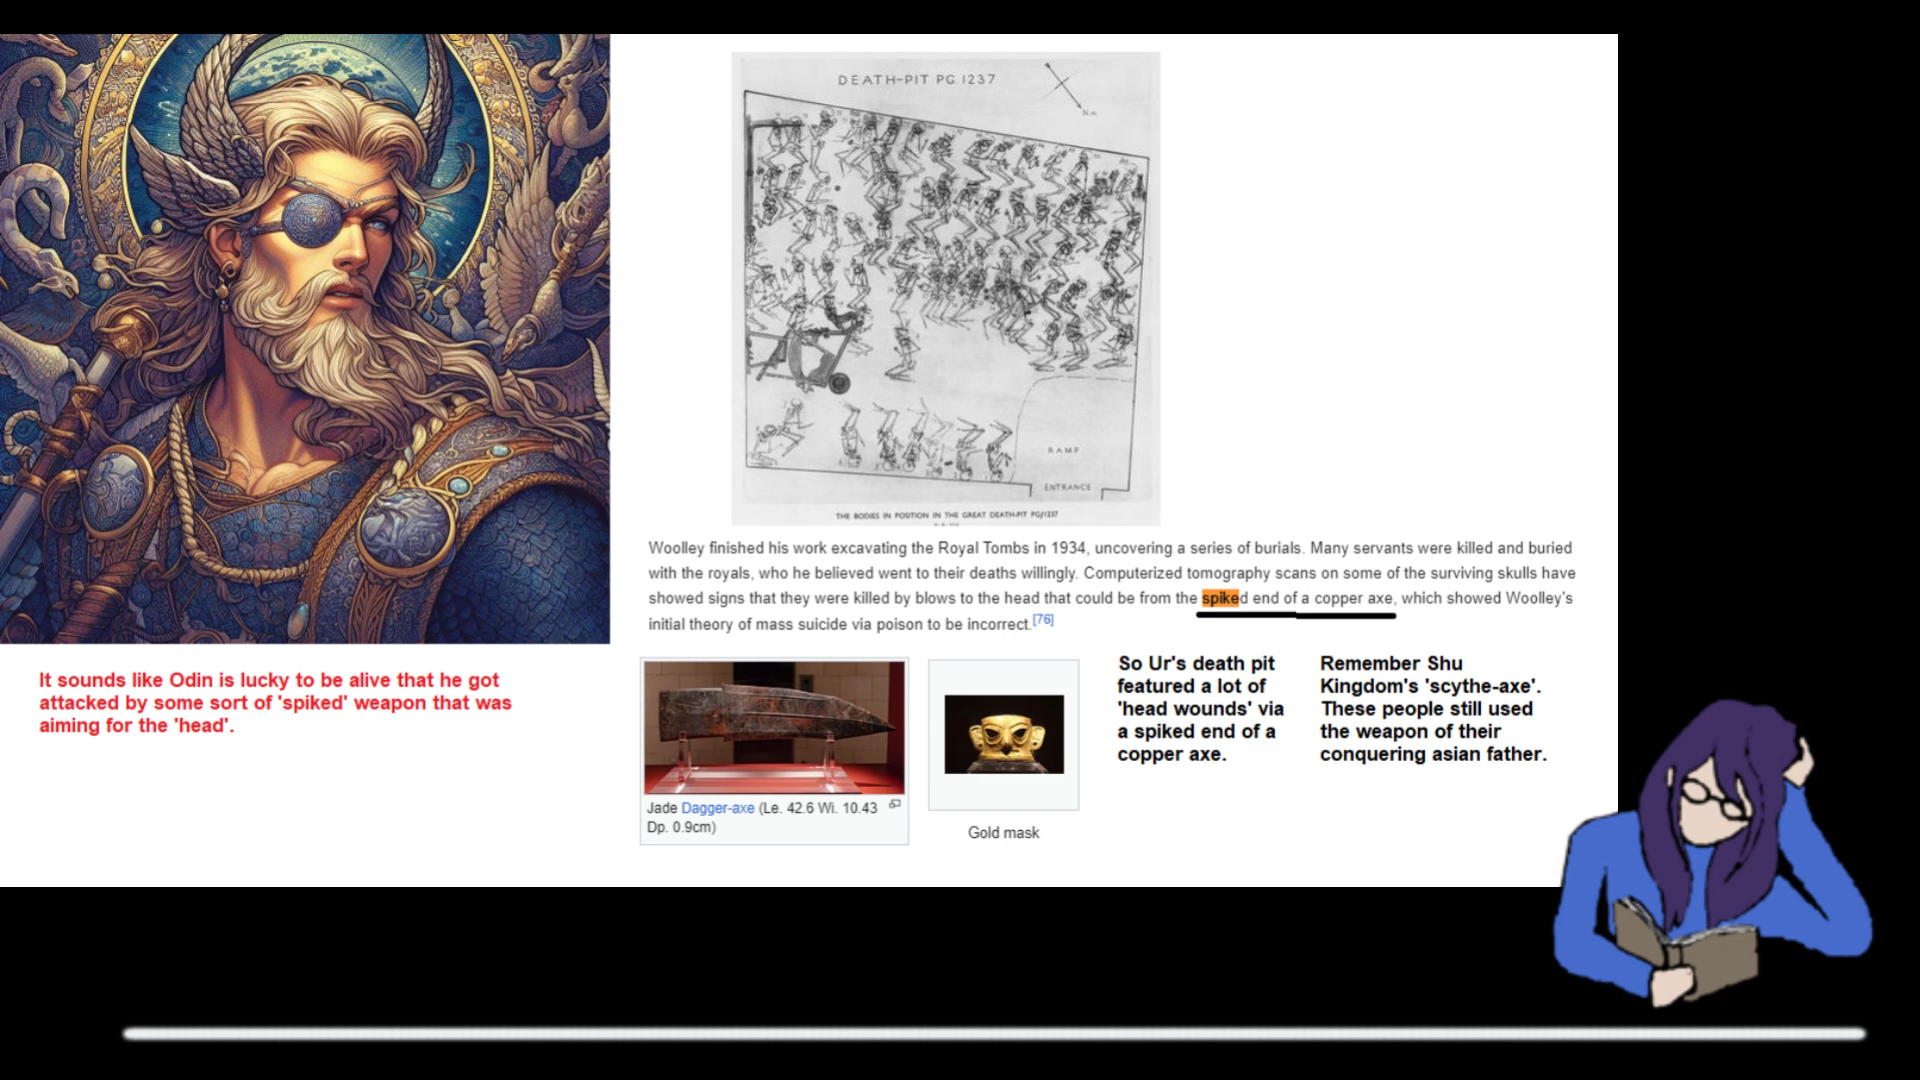 DEATH-PIT PG.1237
RAMP
ENTRANCE
THE BODIES IN POSITION IN THE GREAT DEATH-PIT PG/1237
Woolley finished his work excavating the Royal Tombs in 1934, uncovering a series of burials. Many servants were killed and buried
with the royals, who he believed went to their deaths willingly. Computerized tomography scans on some of the surviving skulls have
showed signs that they were killed by blows to the head that could be from the spiked end of a copper axe, which showed Woolley's
initial theory of mass suicide via poison to be incorrect.[76]
It sounds like Odin is lucky to be alive that he got
attacked by some sort of 'spiked' weapon that was
aiming for the 'head'.
Jade Dagger-axe (Le. 42.6 Wi. 10.43
Dp. 0.9cm)
Gold mask
So Ur's death pit
featured a lot of
'head wounds' via
a spiked end of a
copper axe.
Remember Shu
Kingdom's 'scythe-axe'.
These people still used
the weapon of their
conquering asian father.